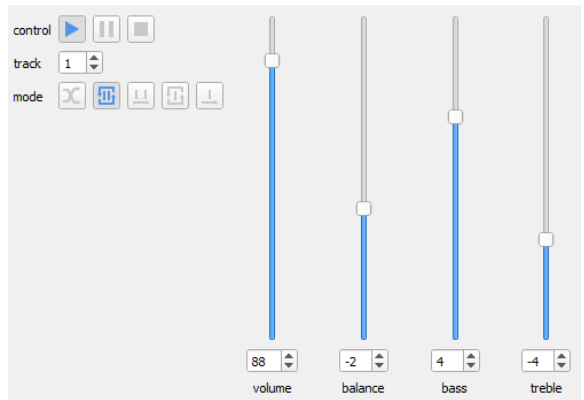 control
track 1
mode
88 -2 4 -4
volume balance bass treble